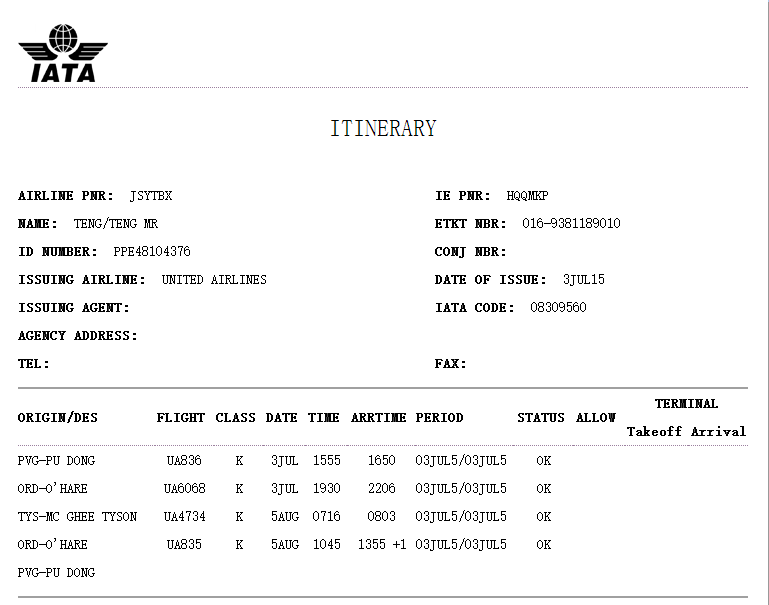 IATA
ITINERARY
AIRLINE PNR: JSYTBX IE PNR: HQQMKP
NAME: TENG/TENG MR ETKT NBR: 016-9381189010
ID NUMBER: PPE48104376 CONJ NBR:
ISSUING AIRLINE: UNITED AIRLINES DATE OF ISSUE: 3JUL15
ISSUING AGENT: IATA CODE: 08309560
AGENCY ADDRESS:
TEL: FAX:
TERMINAL
ORIGIN/DES FLIGHT CLASS DATE TIME ARRTIME PERIOD STATUS ALLOW
Takeoff Arrival
PVG-PU DONG UA836 K 3JUL 1555 1650 03JUL5/03JUL5 OK
ORD-O'HARE UA6068 K 3JUL 1930 2206 03JUL5/03JUL5 OK
TYS-MC GHEE TYSON UA4734 K 5AUG 0716 0803 03JUL5/03JUL5 OK
ORD-O'HARE UA835 K 5AUG 1045 1355 +1 03JUL5/03JUL5 OK
PVG-PU DONG